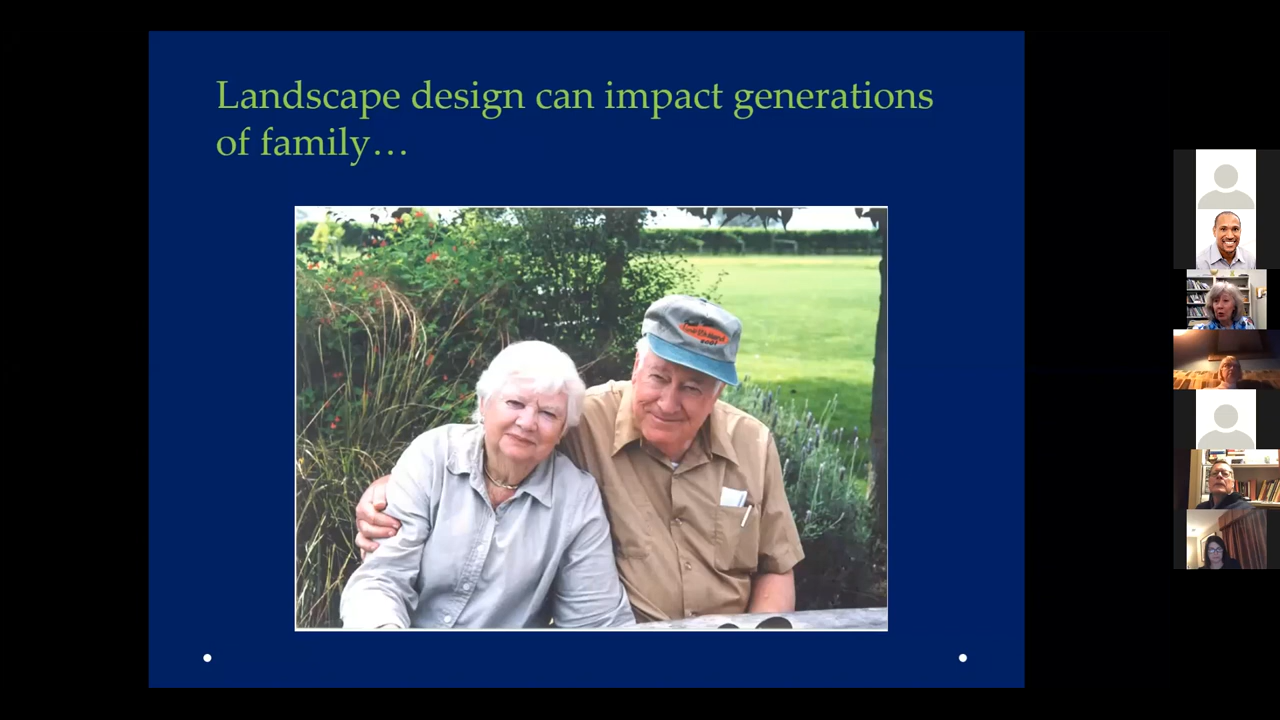 Landscape design can impact generations
of family…